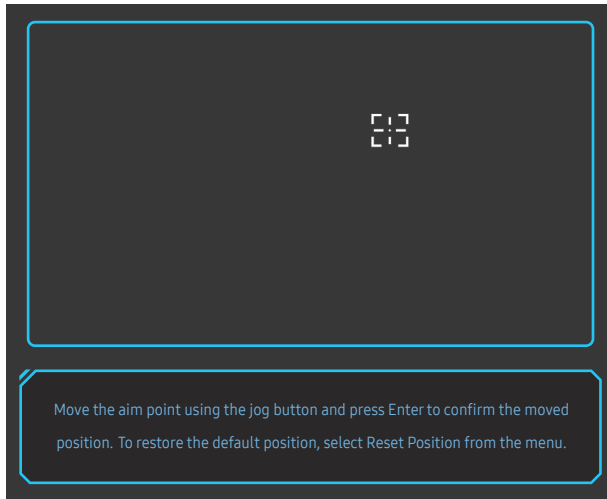 Move the aim point using the jog button and press Enter to confirm the moved
position. To restore the default position, select Reset Position from the menu.